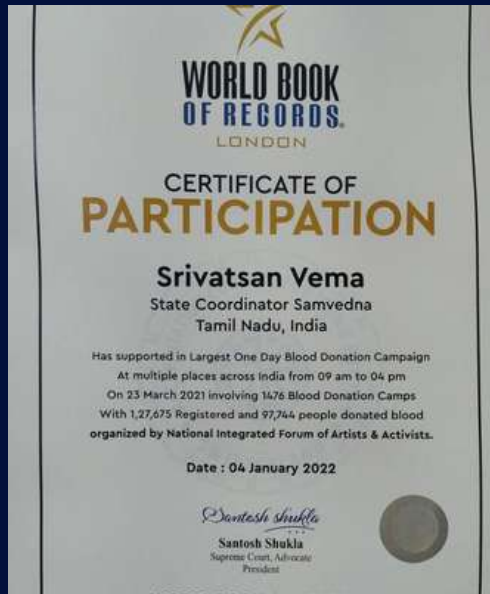 WORLD BOOK
OF RECORDS
LONDON
CERTIFICATE OF
PARTICIPATION
Srivatsan Vema
State Coordinator Samvedna
Tamil Nadu, India
Has supported in Largest One Day Blood Donation Campaign
At multiple places across India from 09 am to 04 pm
On 23 March 2021 involving 1476 Blood Donation Camps
With 1,27,675 Registered and 97,744 people donated blood
organized by National Integrated Forum of Artists & Activists.
Date : 04 January 2022
Santosh shukla
Santosh Shukla
Supreme Court, Advocate
President